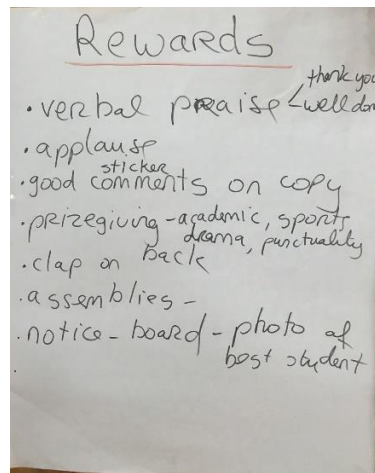 Rewards
thank you
• verbal praise < well don
• applause
sticker
• good comments on copy
• prizegiving - academic, sports
drama, punctuality
• clap on back
• assemblies -
• notice - board - photo of
best student
•